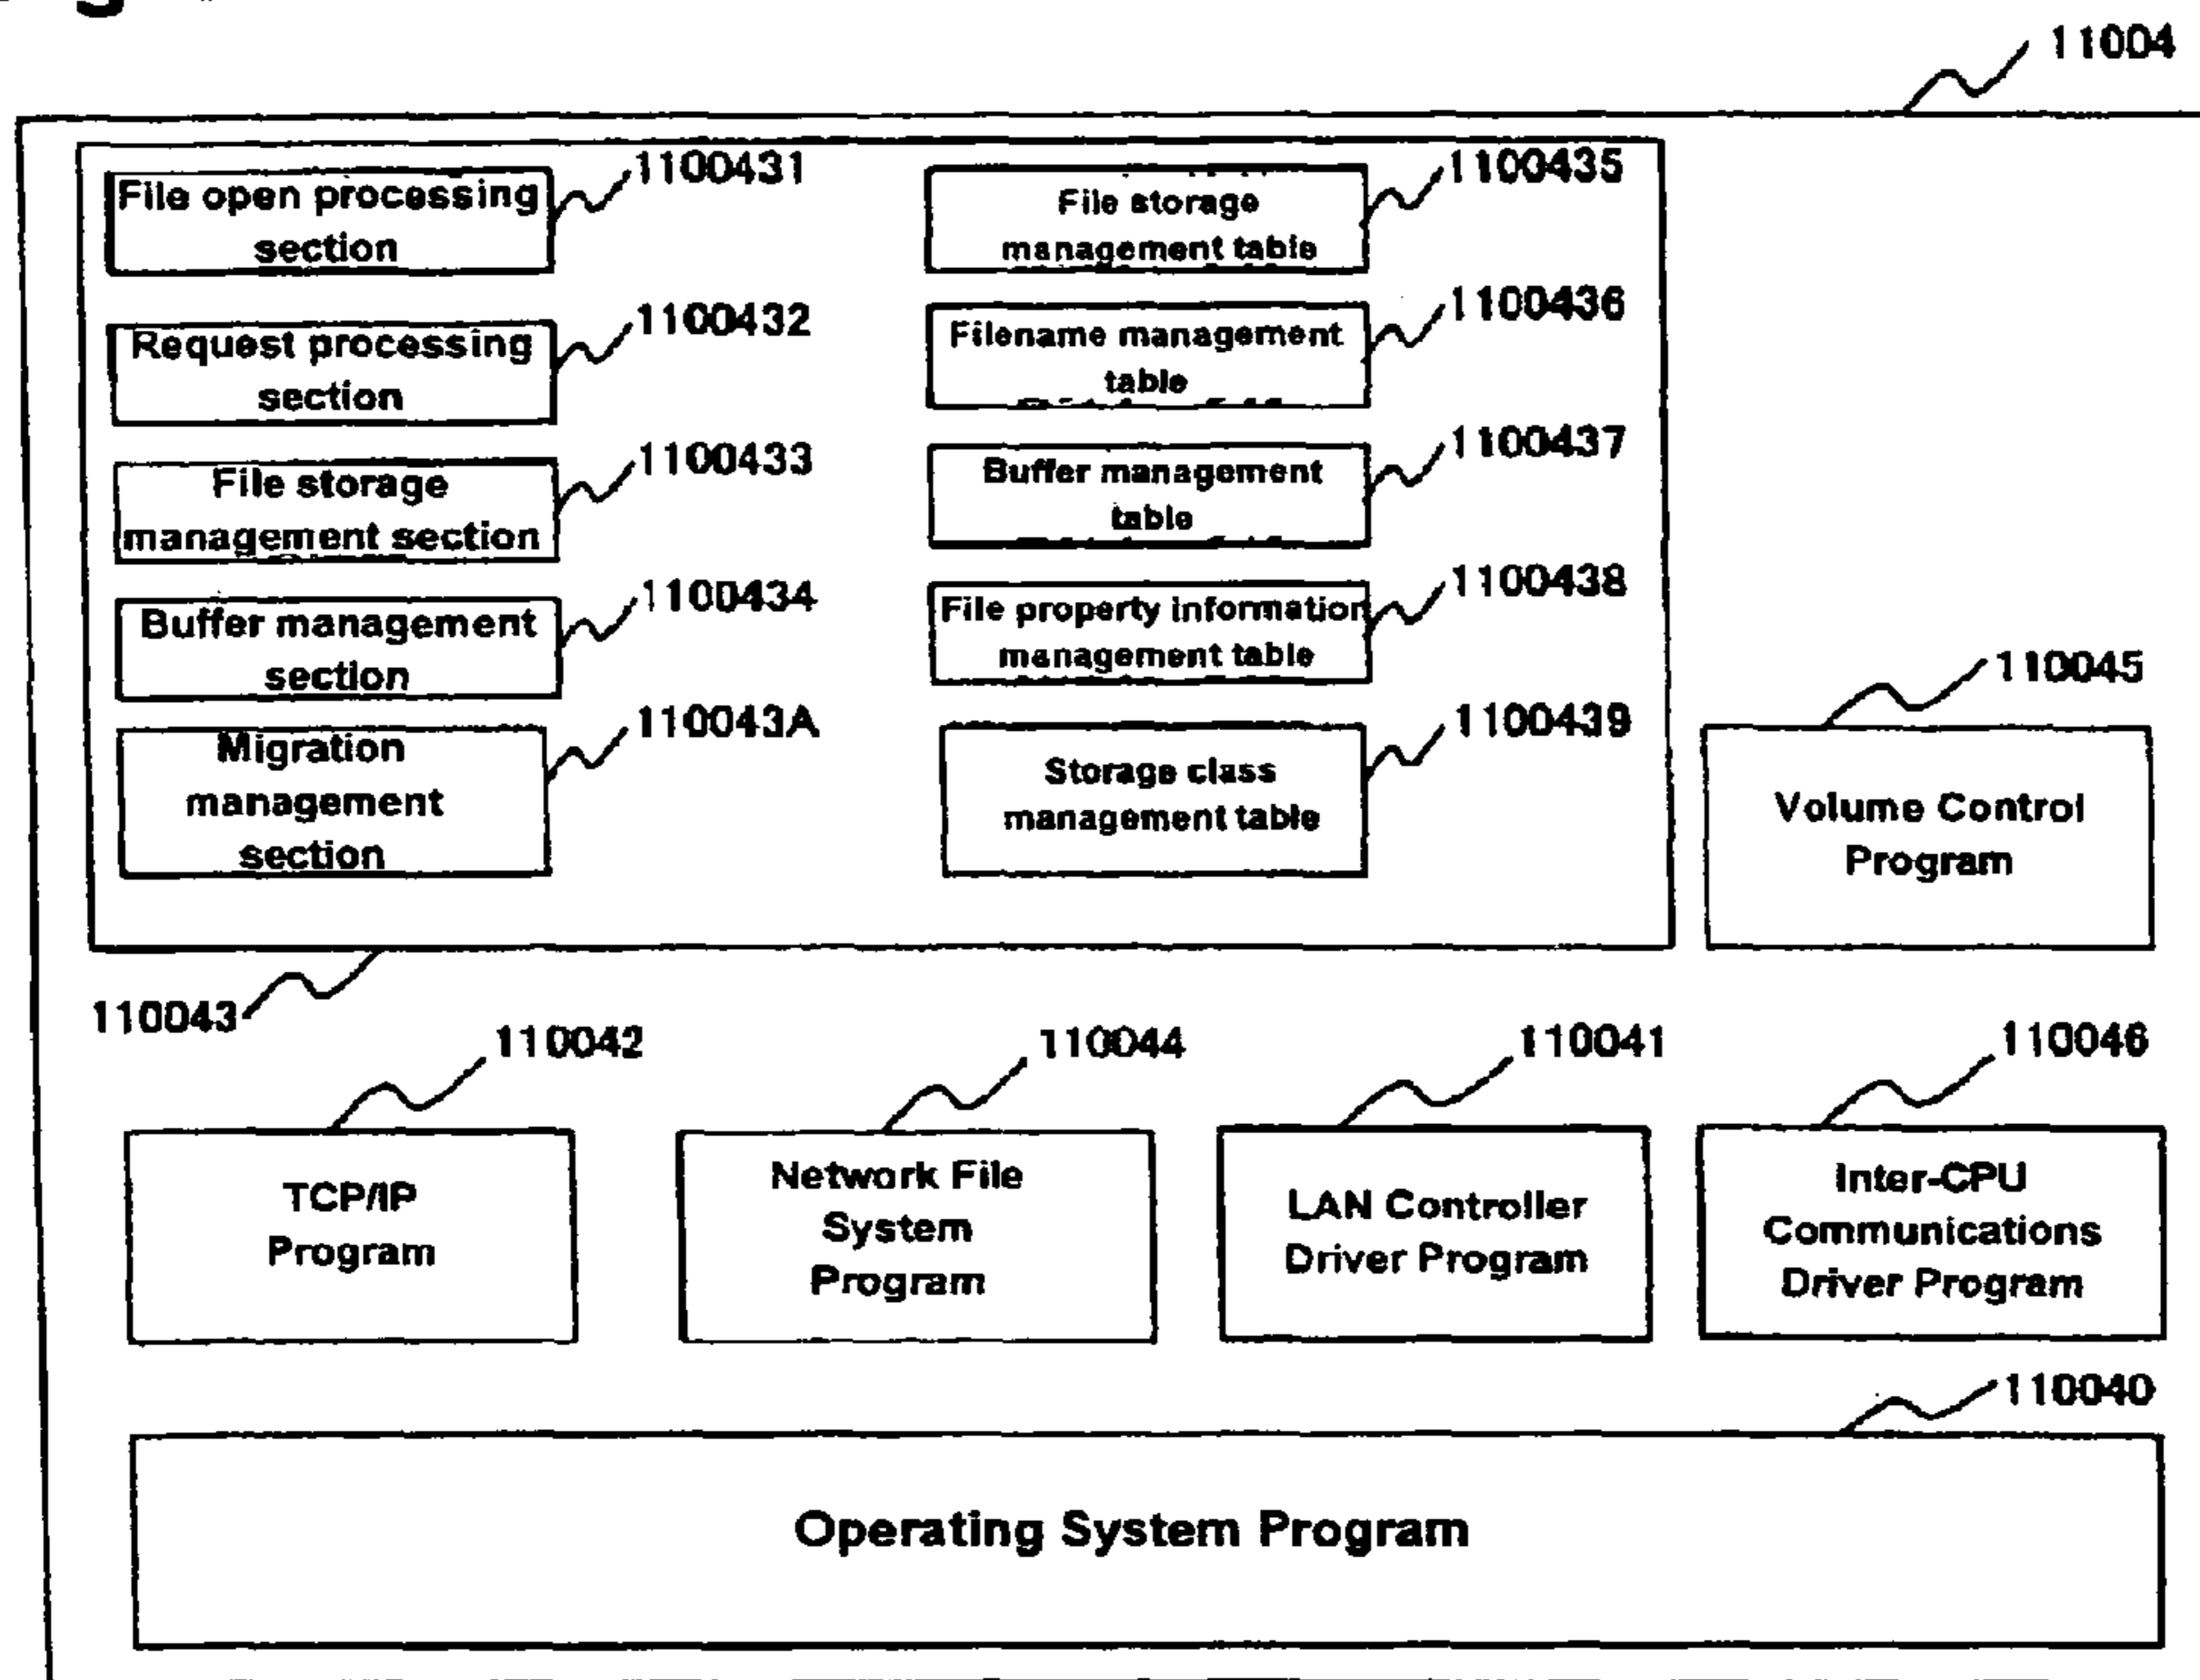 11004
File open processing
section
1100431
File storage
management table
1100435
Request processing
section
1100432
Filename management
table
1100436
File storage
management section
1100433
Buffer management
table
1100437
Buffer management
section
1100434
File property information
management table
1100438
Migration
management
section
110043A
Storage class
management table
1100439
110045
Volume Control
Program
110043
110042
TCP/IP
Program
110044
Network File
System
Program
110041
LAN Controller
Driver Program
110046
Inter-CPU
Communications
Driver Program
110040
Operating System Program